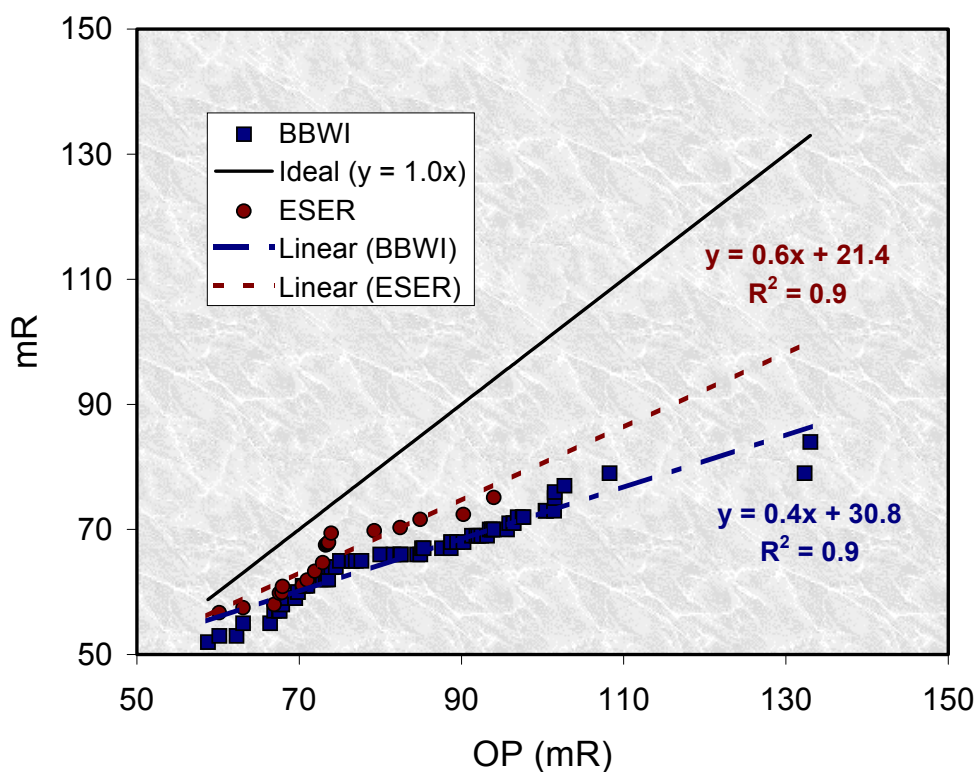 150
130
110
90
70
50
mR
BBWI
Ideal (y = 1.0x)
ESER
Linear (BBWI)
Linear (ESER)
y = 0.6x + 21.4
R² = 0.9
y = 0.4x + 30.8
R² = 0.9
50 70 90 110 130 150
OP (mR)